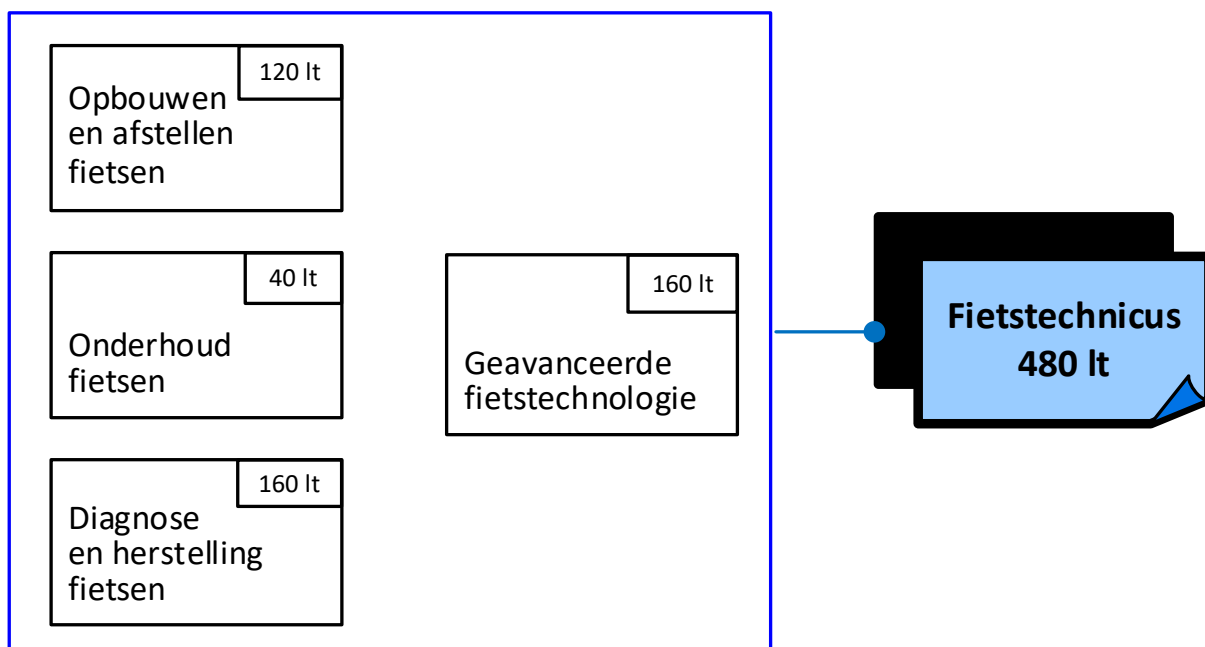 120 lt
Opbouwen
en afstellen
fietsen
40 lt
Onderhoud
fietsen
160 lt
Diagnose
en herstelling
fietsen
160 lt
Geavanceerde
fietstechnologie
Fietstechnicus
480 lt